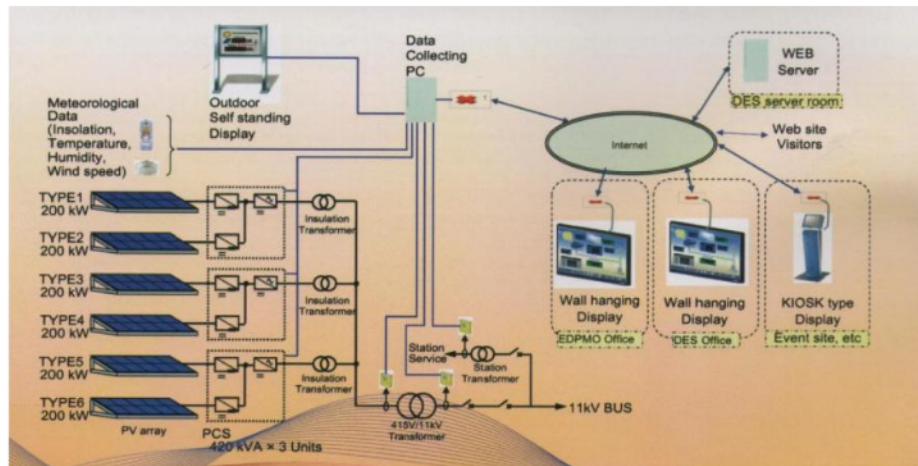 Data
Collecting
PC
WEB
Server
DES server room
Meteorological
Data
(Insolation,
Temperature,
Humidity,
Wind speed)
Outdoor
Self standing
Display
Internet
Web site
Visitors
TYPE1
200 kW
TYPE2
200 kW
TYPE3
200 kW
TYPE4
200 kW
TYPE5
200 kW
TYPE6
200 kW
Insulation
Transformer
Insulation
Transformer
Insulation
Transformer
Wall hanging
Display
EDPMO Office
Wall hanging
Display
DES Office
KIOSK type
Display
Event site, etc
Station
Service
Station
Transformer
11kV BUS
415V/11kV
Transformer
PV array
PCS
420 kVA × 3 Units